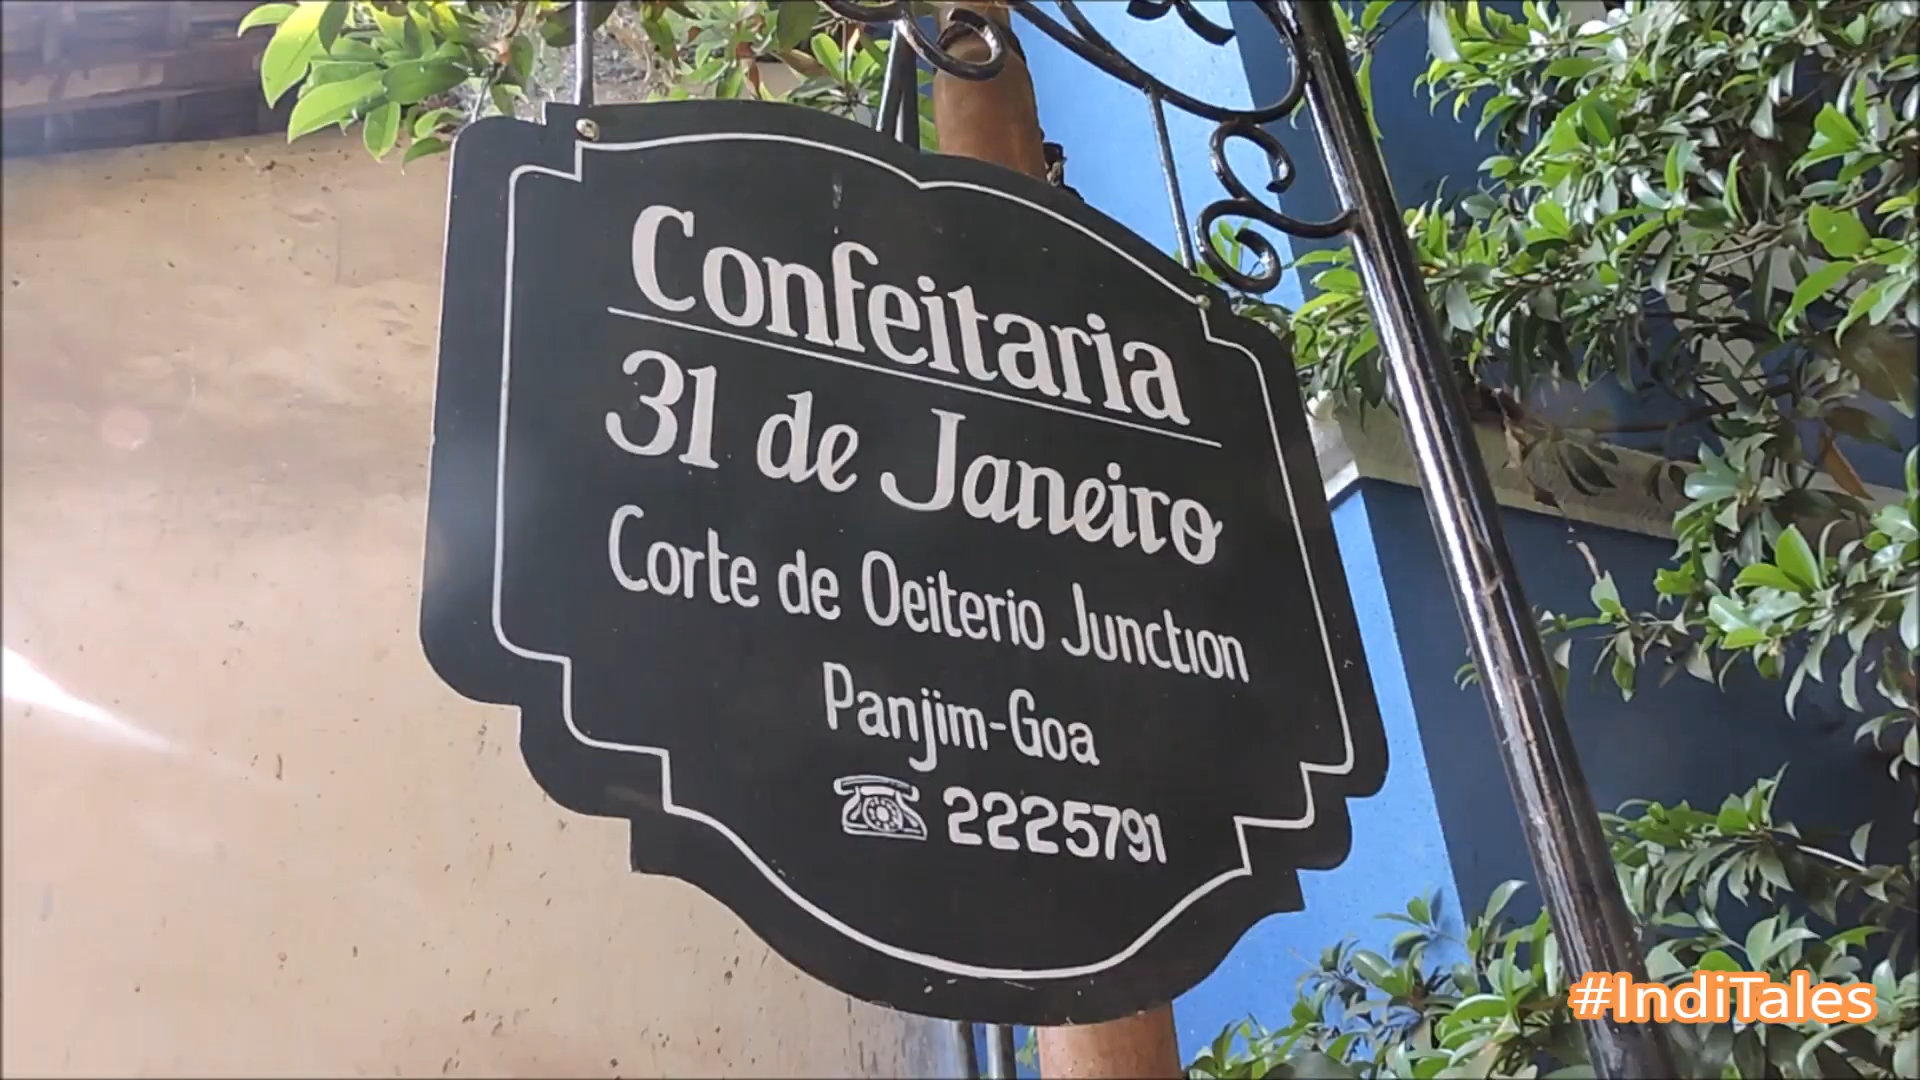 Confeitaria
31 de Janeiro
Corte de Oeiterio Junction
Panjim-Goa
2225791
#IndiTales